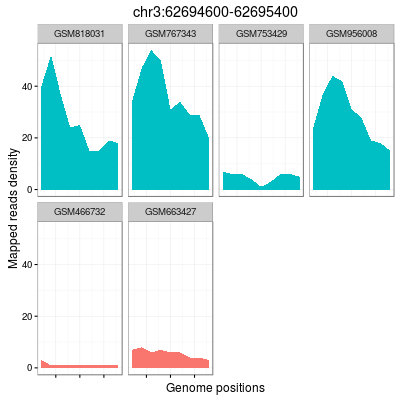 chr3:62694600-62695400
GSM818031 GSM767343 GSM753429 GSM956008
40
20
0
GSM466732 GSM663427
40
20
0
Mapped reads density
Genome positions